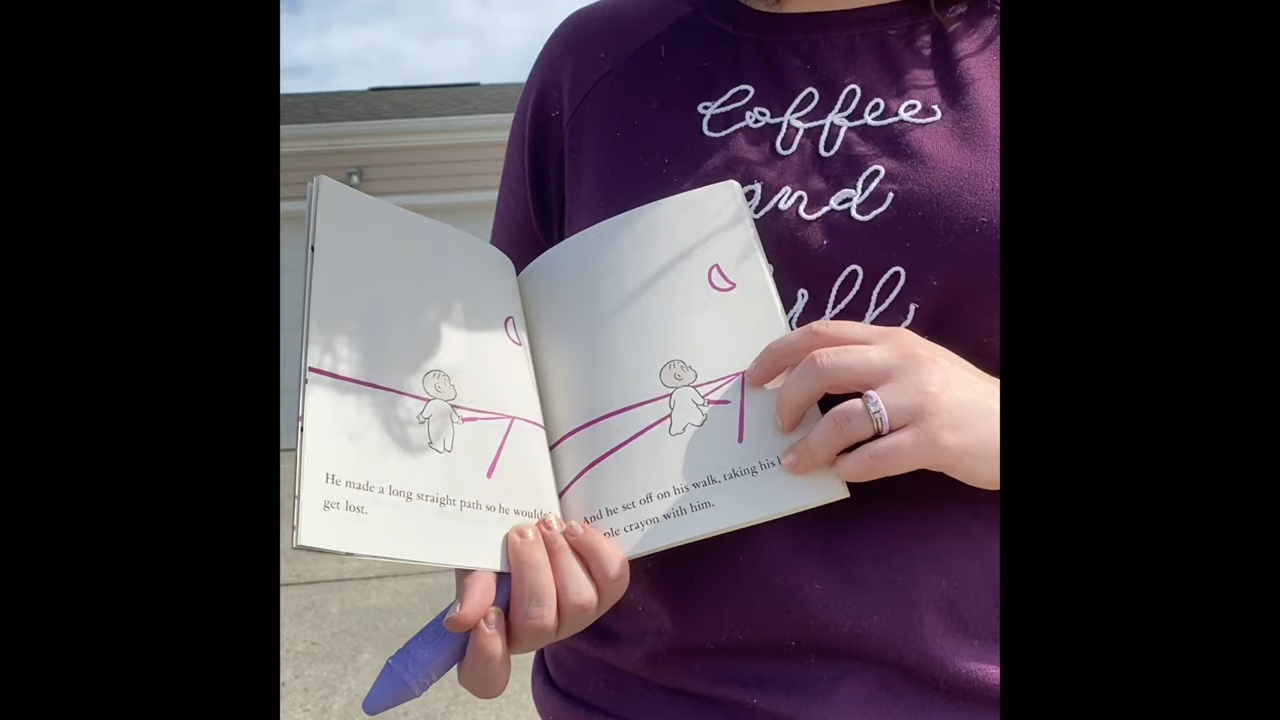 Coffee
and
He made a long straight path so he wouldn'
get lost.
And he set off on his walk, taking his
ple crayon with him.